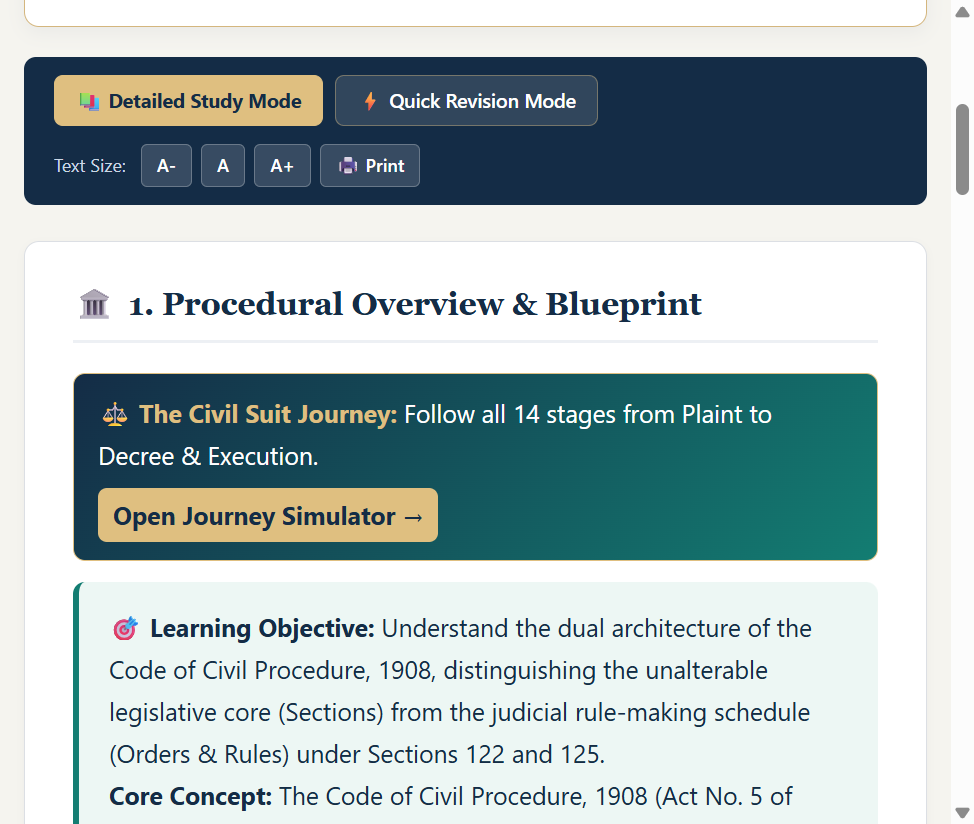 Detailed Study Mode
Quick Revision Mode
Text Size: A- A A+ Print
1. Procedural Overview & Blueprint
The Civil Suit Journey: Follow all 14 stages from Plaint to
Decree & Execution.
Open Journey Simulator →
Learning Objective: Understand the dual architecture of the
Code of Civil Procedure, 1908, distinguishing the unalterable
legislative core (Sections) from the judicial rule-making schedule
(Orders & Rules) under Sections 122 and 125.
Core Concept: The Code of Civil Procedure, 1908 (Act No. 5 of